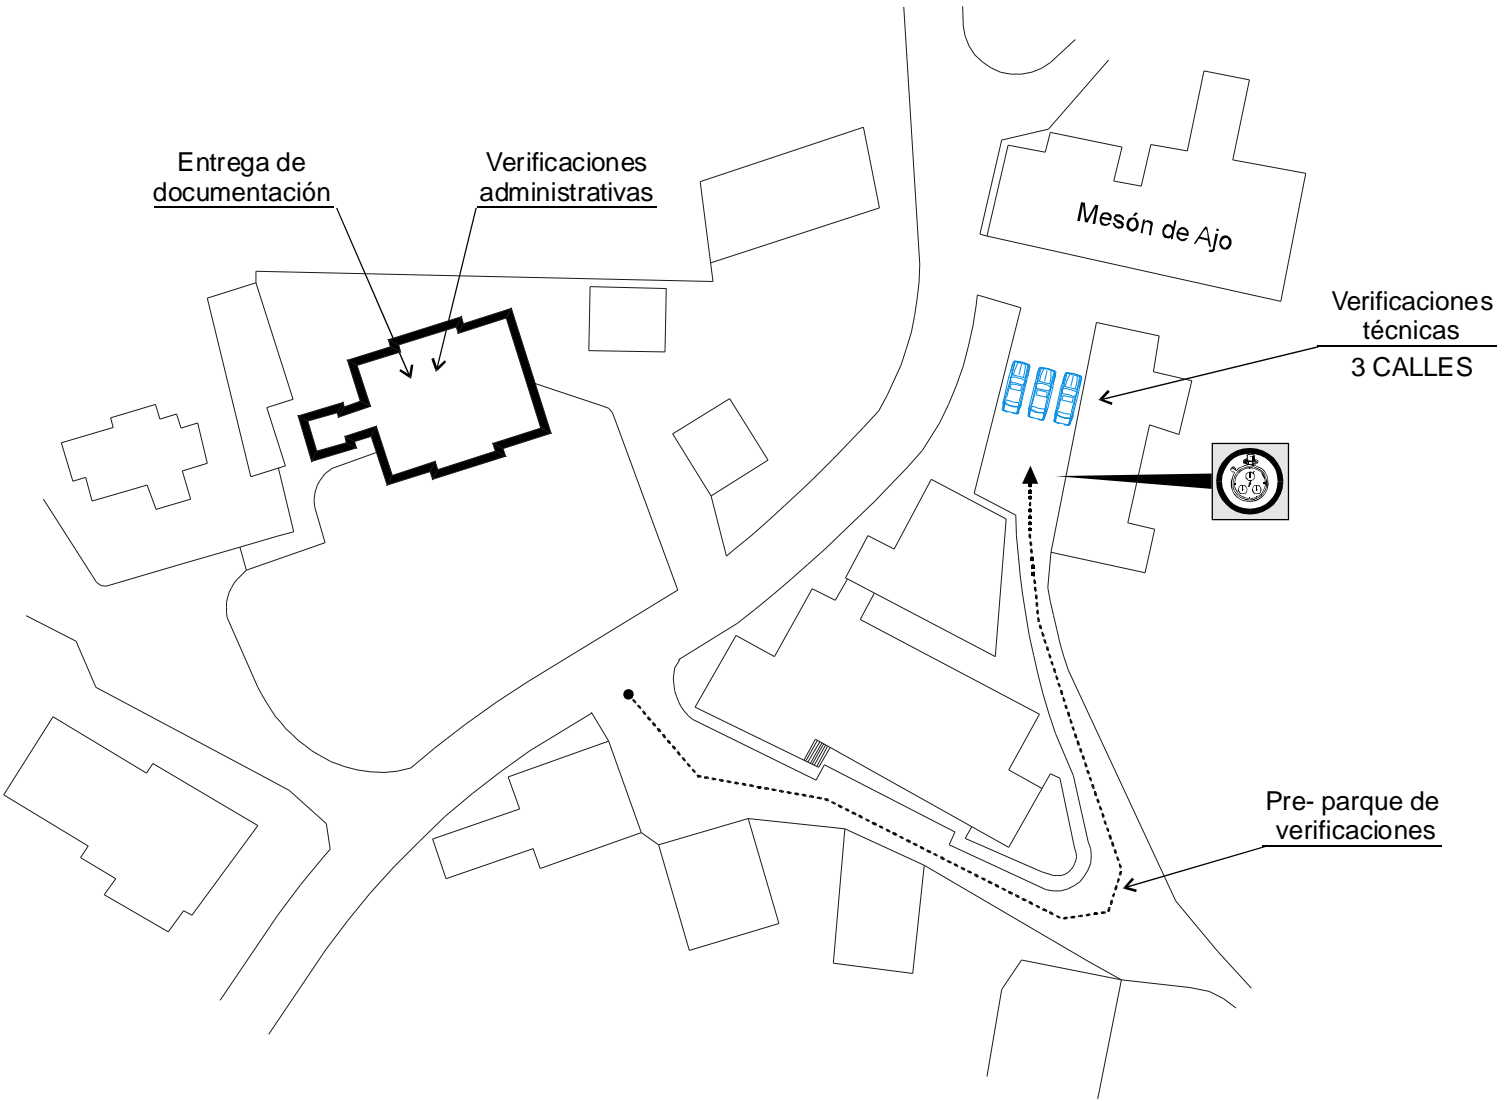 Entrega de
documentación
Verificaciones
administrativas
Mesón de Ajo
Verificaciones
técnicas
3 CALLES
Pre- parque de
verificaciones